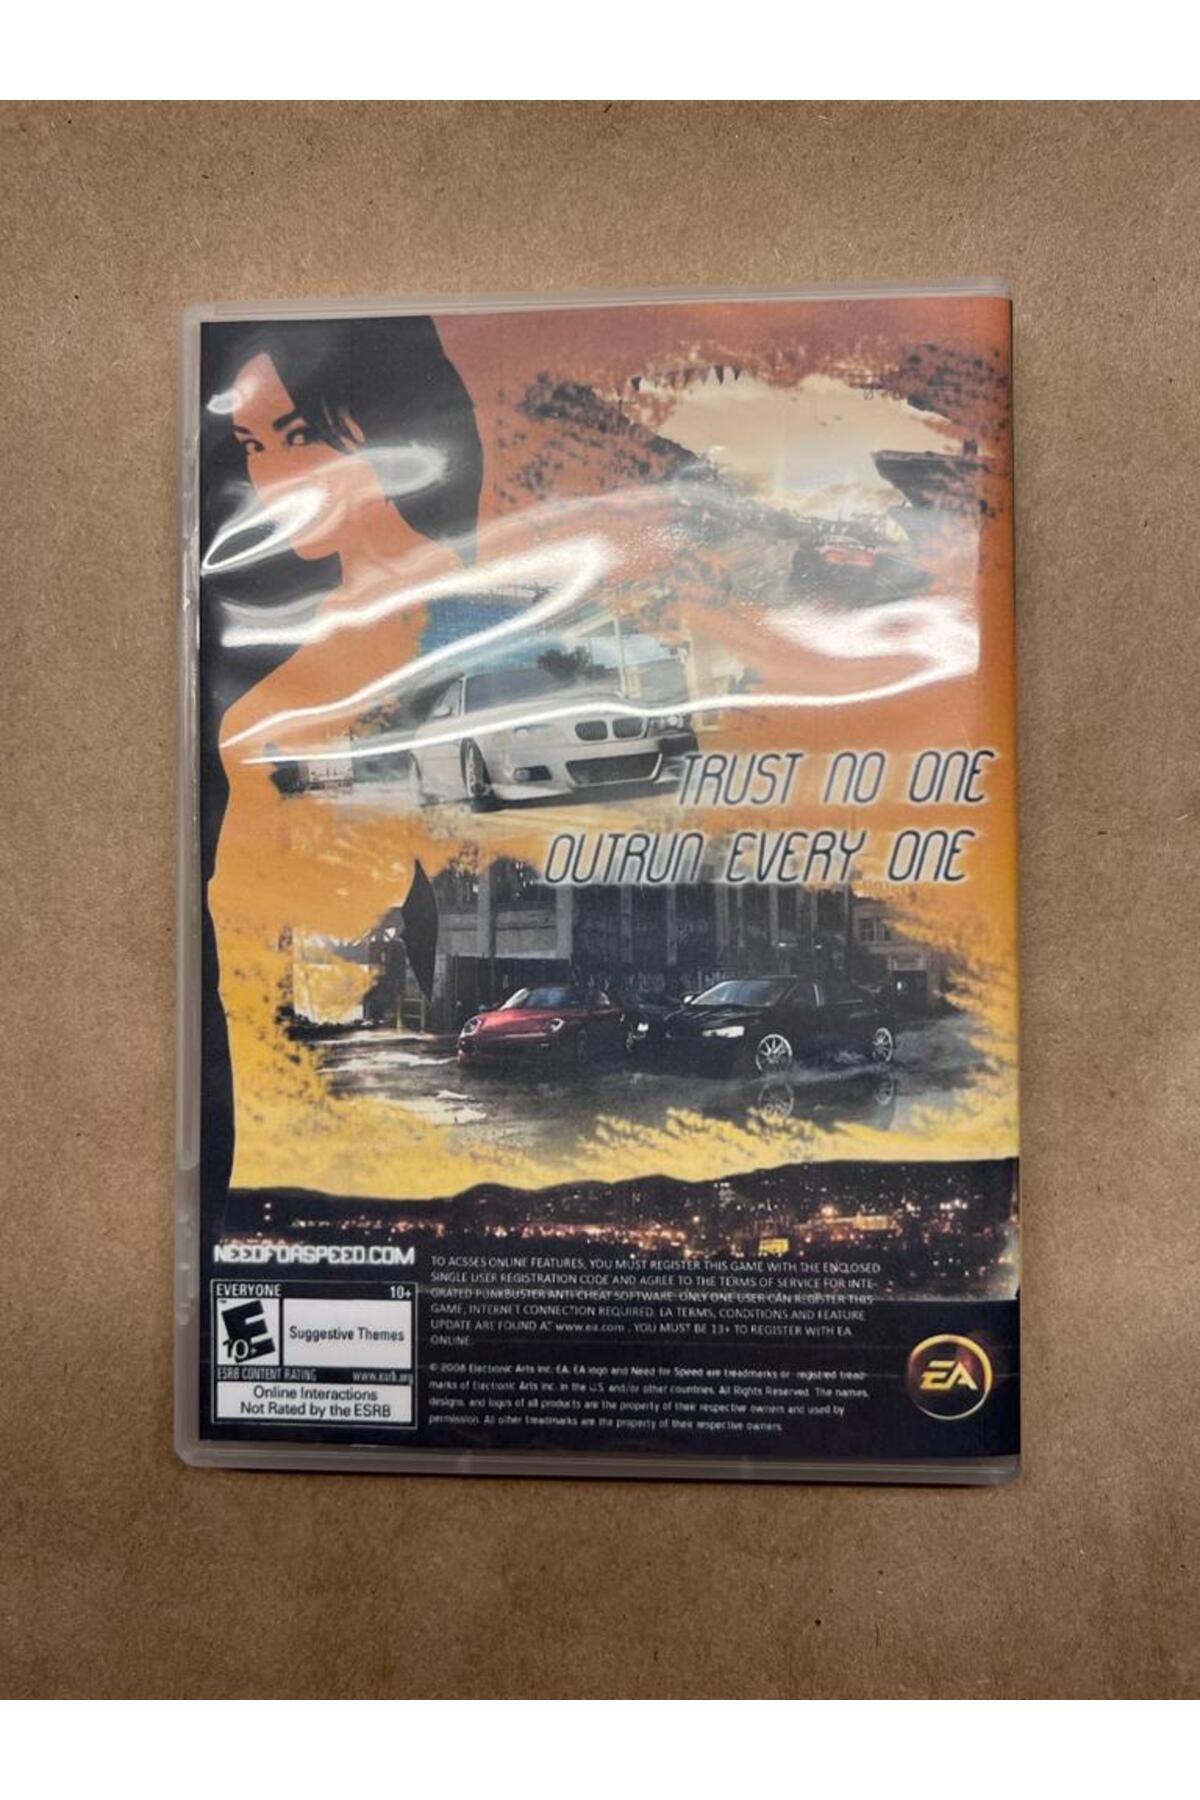 TRUST NO ONE
OUTRUN EVERY ONE
NEEDFORSPEED.COM
TO ACSSES ONLINE FEATURES, YOU MUST REGISTER THIS GAME WITH THE ENCLOSED
SINGLE USER REGISTRATION CODE AND AGREE TO THE TERMS OF SERVICE FOR INTE-
GRATED PUNKBUSTER ANTI-CHEAT SOFTWARE. ONLY ONE USER CAN REGISTER THIS
GAME, INTERNET CONNECTION REQUIRED. EA TERMS, CONDITIONS AND FEATURE
UPDATE ARE FOUND AT www.ea.com . YOU MUST BE 13+ TO REGISTER WITH EA
ONLINE.
EVERYONE 10+
E
10+
Suggestive Themes
ESRB CONTENT RATING www.esrb.org
Online Interactions
Not Rated by the ESRB
© 2008 Electronic Arts Inc. EA, EA logo and Need for Speed are treadmarks or registred tread-
marks of Electronic Arts inc. in the U.S. and/or other countries. All Rights Reserved. The names,
designs, and logos of all products are the property of their respective owners and used by
permission. All other treadmarks are the property of their respective owners.
EA